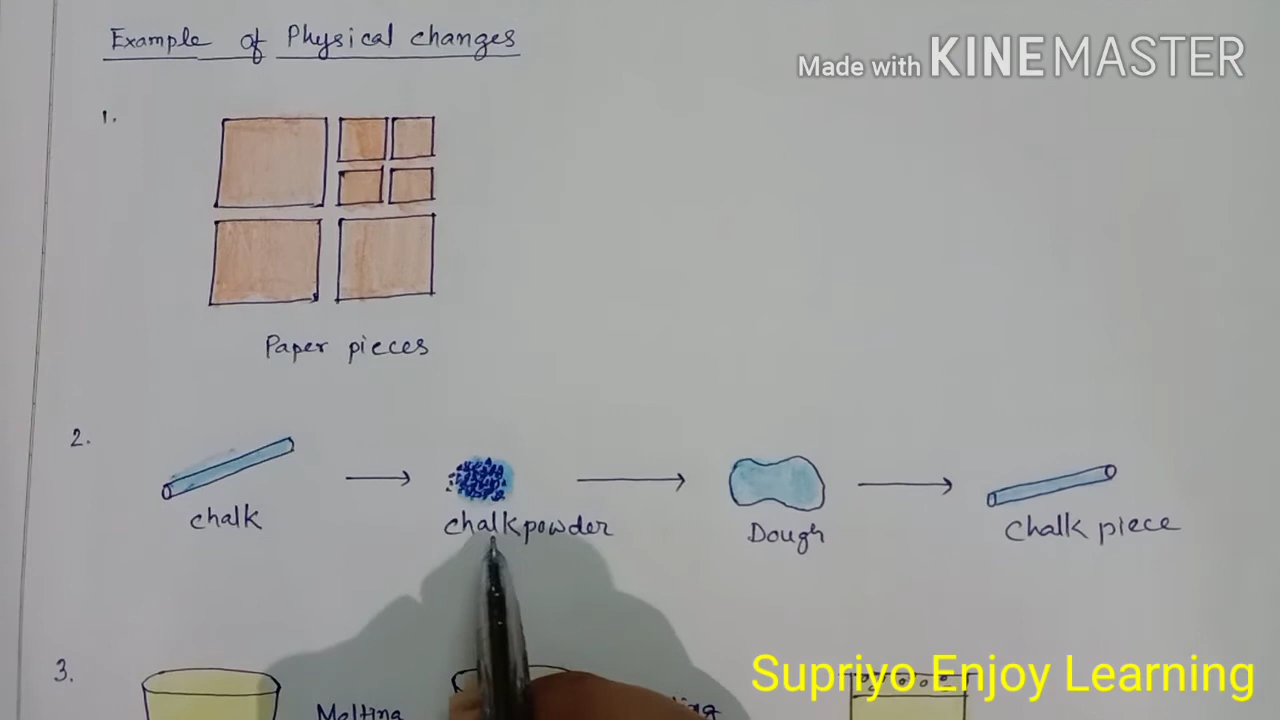 Example of Physical changes
Made with KINEMASTER
1.
Paper pieces
2.
chalk
chalkpowder
Dough
chalk piece
3.
Melting
Supriyo Enjoy Learning